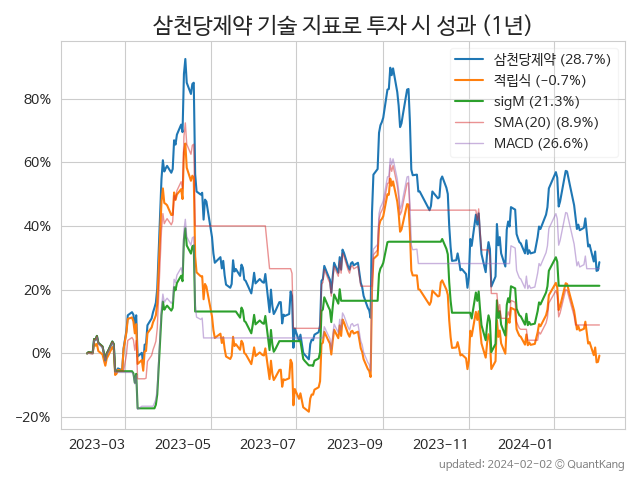 삼천당제약 기술 지표로 투자 시 성과 (1년)
삼천당제약 (28.7%)
적립식 (−0.7%)
sigM (21.3%)
SMA(20) (8.9%)
MACD (26.6%)
80%
60%
40%
20%
0%
−20%
2023−03 2023−05 2023−07 2023−09 2023−11 2024−01
updated: 2024-02-02 © QuantKang